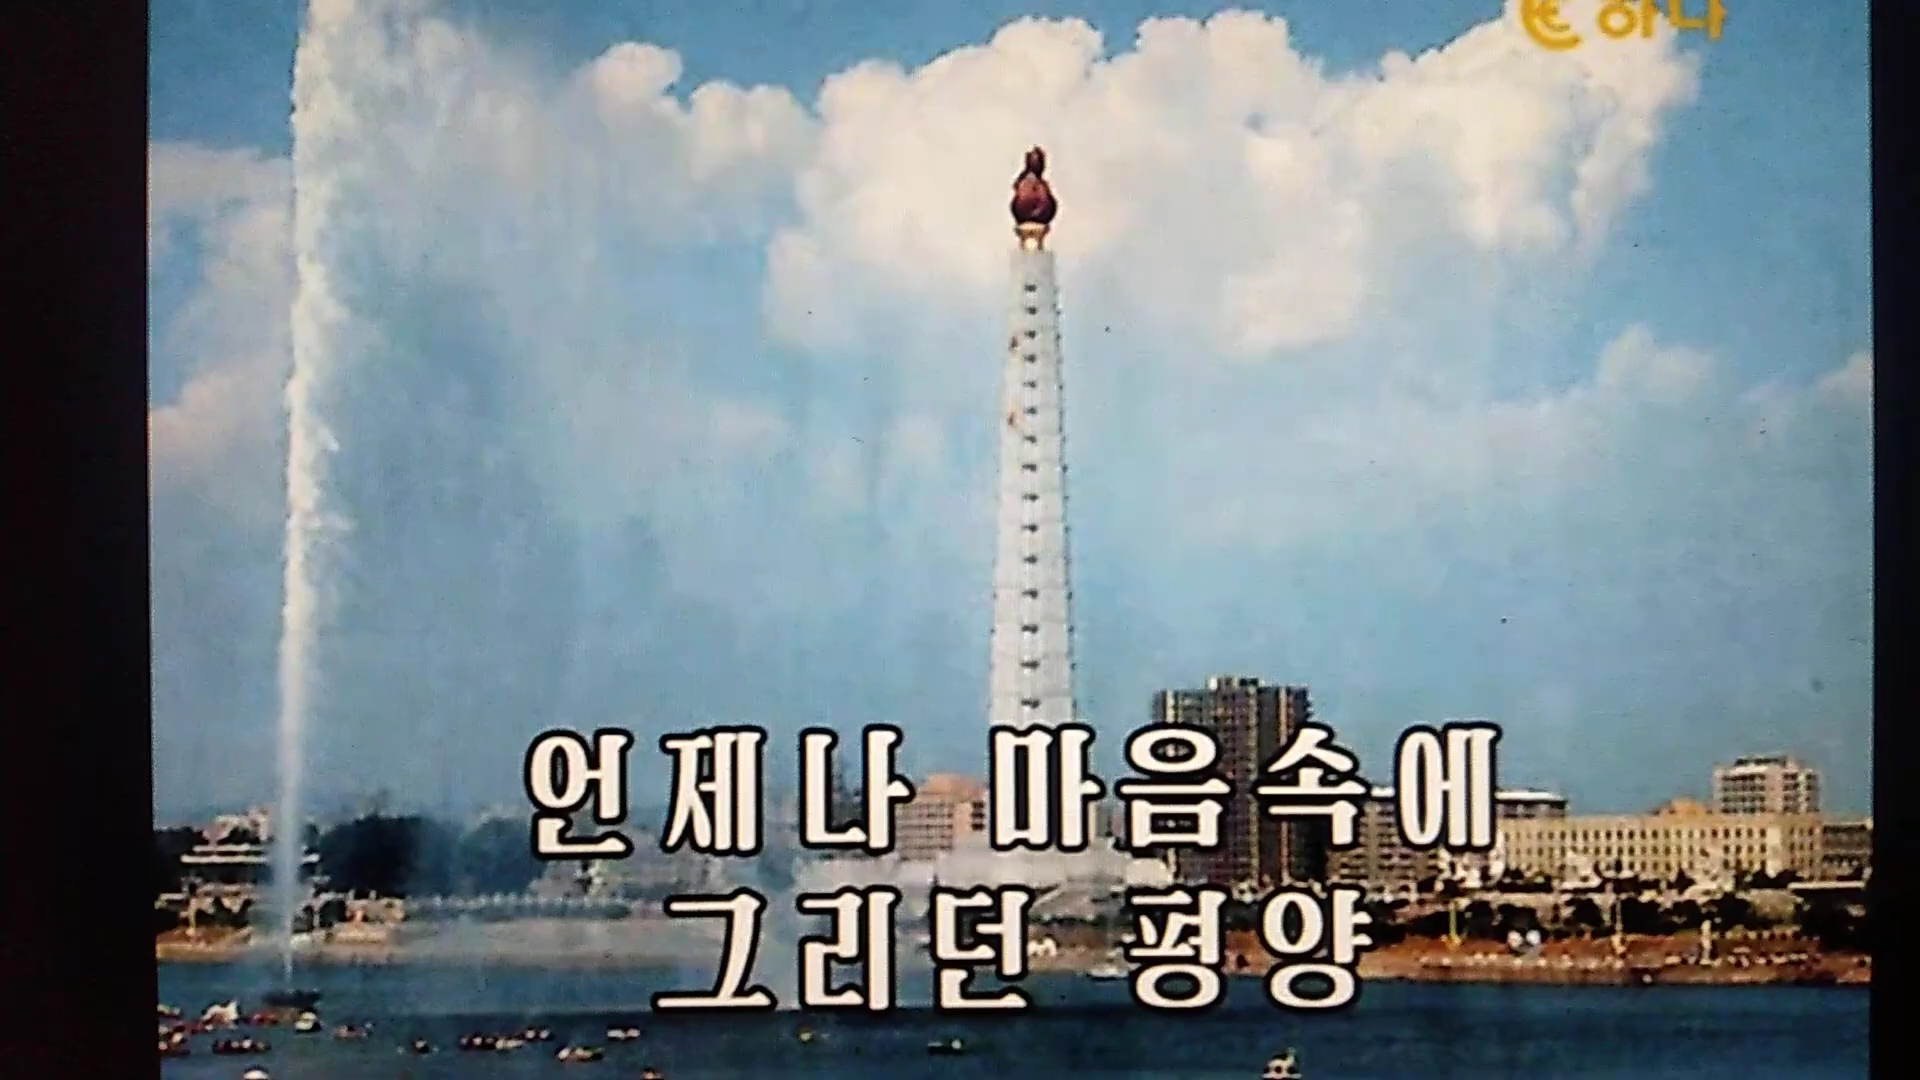 하나
언제나 마음속에
그리던 평양